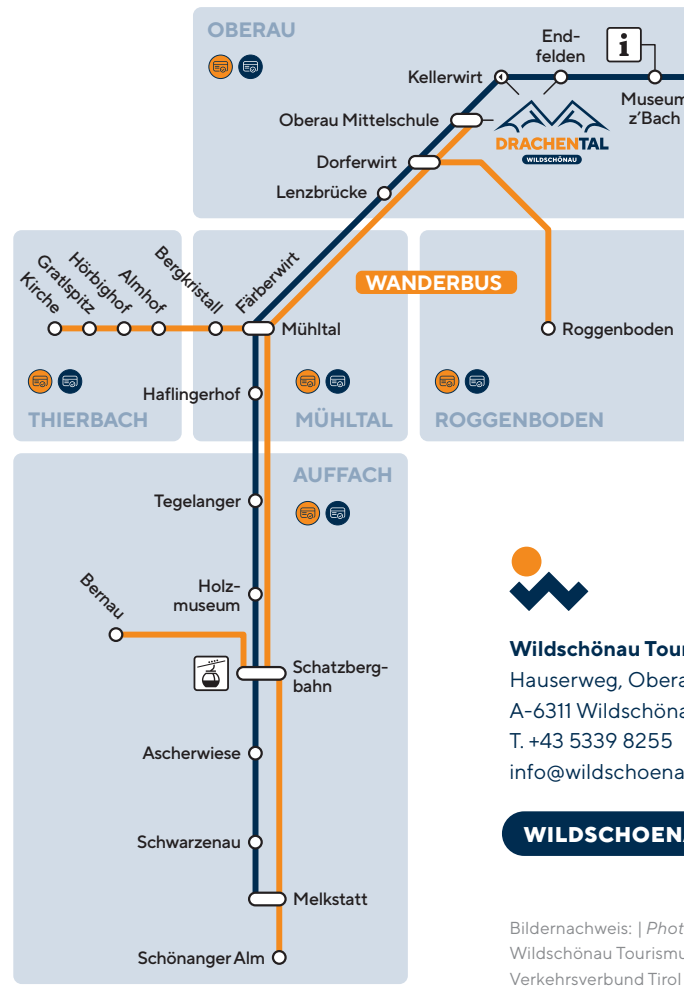 OBERAU
End-
felden
i
Kellerwirt
Museum
z'Bach
Oberau Mittelschule
DRACHENTAL
WILDSCHÖNAU
Dorferwirt
Lenzbrücke
WANDERBUS
Kirche
Gratlspitz
Hörbighof
Almhof
Bergkristall
Färberwirt
Mühltal
Roggenboden
Haflingerhof
THIERBACH
MÜHLTAL
ROGGENBODEN
AUFFACH
Tegelanger
Holz-
museum
Bernau
Schatzberg-
bahn
Ascherwiese
Schwarzenau
Melkstatt
Schönanger Alm
Wildschönau Tour
Hauserweg, Obera
A-6311 Wildschöna
T. +43 5339 8255
info@wildschoena
WILDSCHOENA
Bildernachweis: | Phot
Wildschönau Tourismu
Verkehrsverbund Tirol